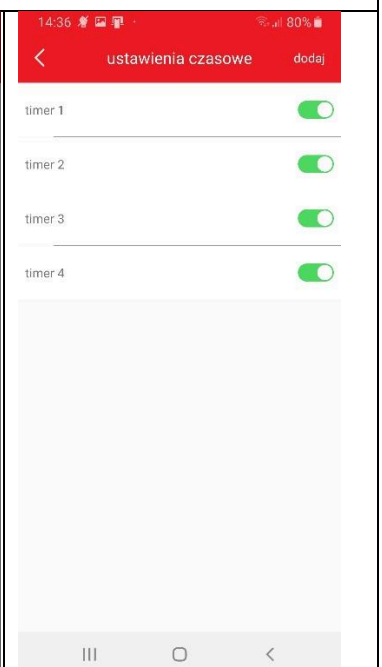 14:36 80%
ustawienia czasowe dodaj
timer 1
timer 2
timer 3
timer 4